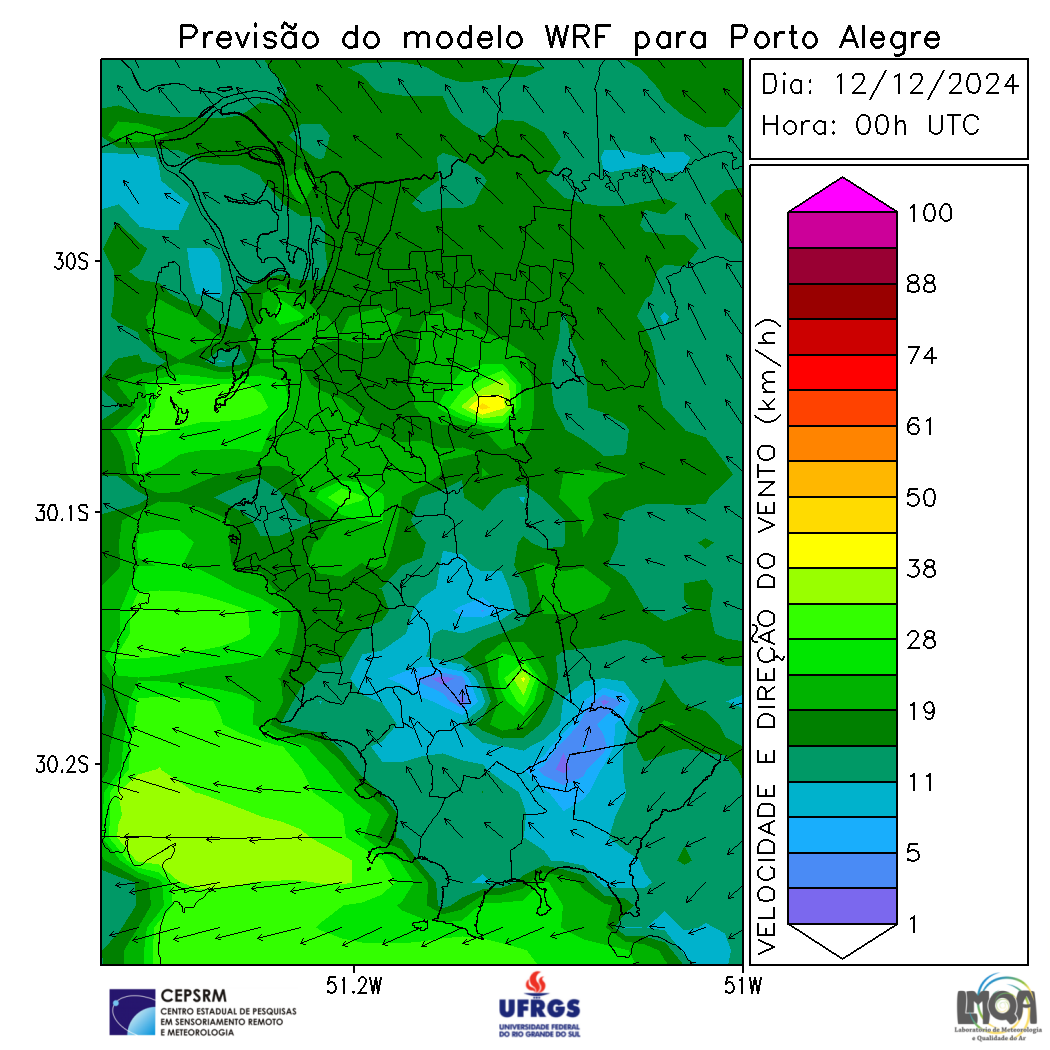 Previsão do modelo WRF para Porto Alegre
Dia: 12/12/2024
Hora: 00h UTC
30S
30.1S
30.2S
51.2W
51W
VELOCIDADE E DIREÇÃO DO VENTO (km/h)
100
88
74
61
50
38
28
19
11
5
1
CEPSRM
CENTRO ESTADUAL DE PESQUISAS
EM SENSORIAMENTO REMOTO
E METEOROLOGIA
UFRGS
UNIVERSIDADE FEDERAL
DO RIO GRANDE DO SUL
LMQA
Laboratório de Meteorologia
e Qualidade do Ar